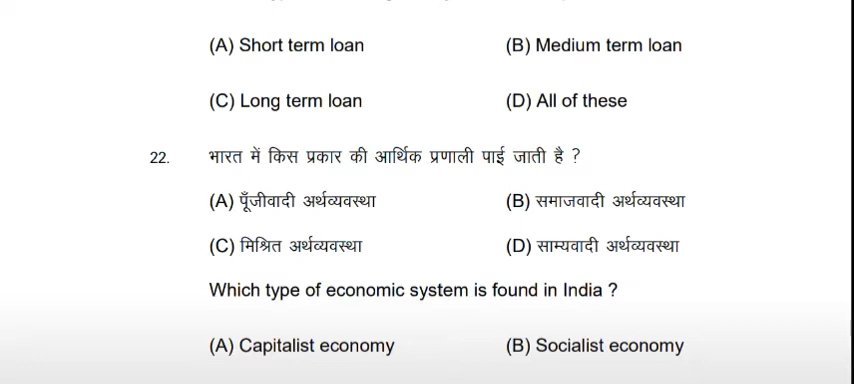 (A) Short term loan (B) Medium term loan
(C) Long term loan (D) All of these
22. भारत में किस प्रकार की आर्थिक प्रणाली पाई जाती है ?
(A) पूँजीवादी अर्थव्यवस्था (B) समाजवादी अर्थव्यवस्था
(C) मिश्रित अर्थव्यवस्था (D) साम्यवादी अर्थव्यवस्था
Which type of economic system is found in India ?
(A) Capitalist economy (B) Socialist economy